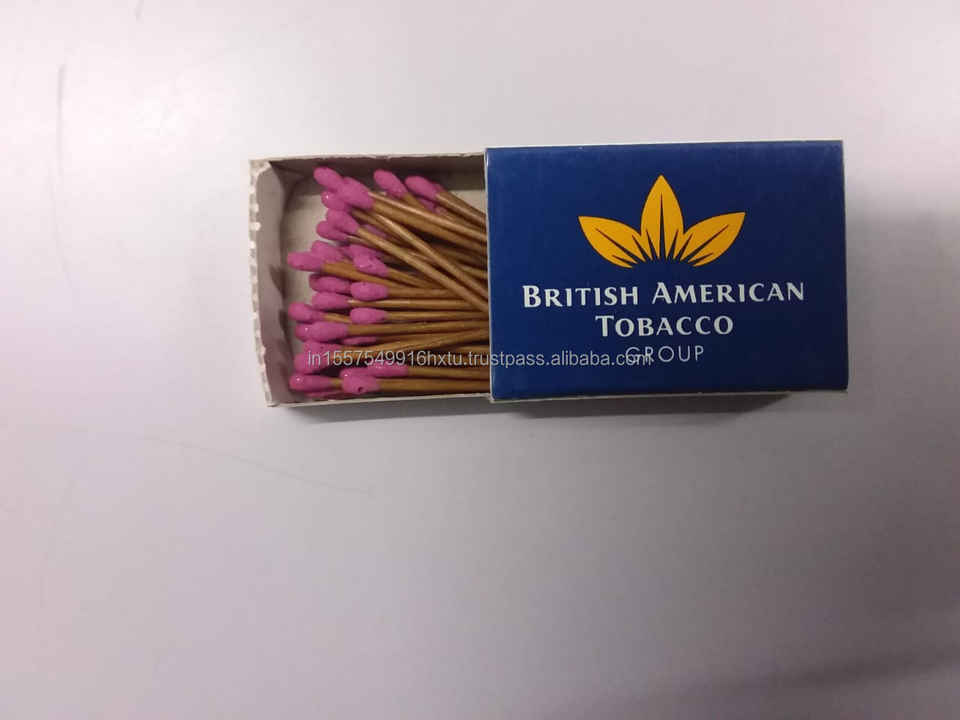 BRITISH AMERICAN
TOBACCO
GROUP
in1557549916hxtu.trustpass.alibaba.com